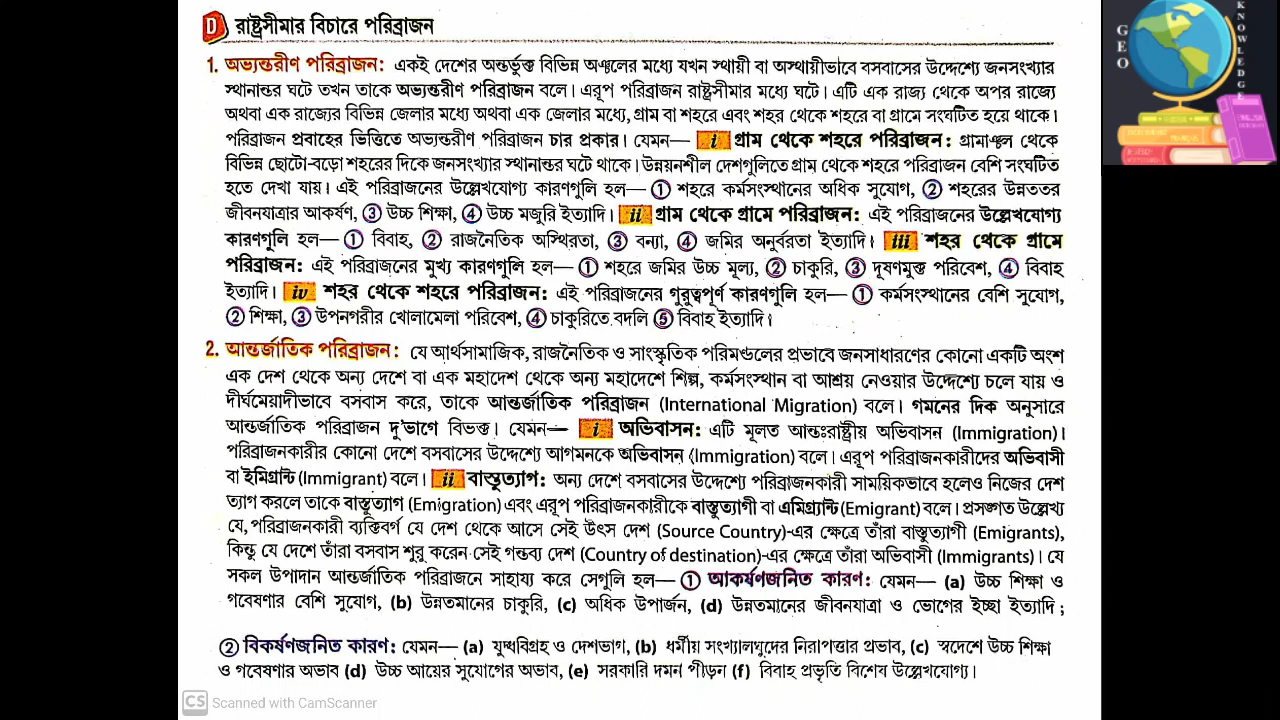 D রাষ্ট্রসীমার বিচারে পরিব্রাজন
1. অভ্যন্তরীণ পরিব্রাজন: একই দেশের অন্তর্ভুক্ত বিভিন্ন অঞ্চলের মধ্যে যখন স্থায়ী বা অস্থায়ীভাবে বসবাসের উদ্দেশ্যে জনসংখ্যার
স্থানান্তর ঘটে তখন তাকে অভ্যন্তরীণ পরিব্রাজন বলে। এরূপ পরিব্রাজন রাষ্ট্রসীমার মধ্যে ঘটে। এটি এক রাজ্য থেকে অপর রাজ্যে
অথবা এক রাজ্যের বিভিন্ন জেলার মধ্যে অথবা এক জেলার মধ্যে, গ্রাম বা শহরে এবং শহর থেকে শহরে বা গ্রামে সংঘটিত হয়ে থাকে।
পরিব্রাজন প্রবাহের ভিত্তিতে অভ্যন্তরীণ পরিব্রাজন চার প্রকার। যেমন— i গ্রাম থেকে শহরে পরিব্রাজন: গ্রামাঞ্চল থেকে
বিভিন্ন ছোটো-বড়ো শহরের দিকে জনসংখ্যার স্থানান্তর ঘটে থাকে। উন্নয়নশীল দেশগুলিতে গ্রাম থেকে শহরে পরিব্রাজন বেশি সংঘটিত
হতে দেখা যায়। এই পরিব্রাজনের উল্লেখযোগ্য কারণগুলি হল— ① শহরে কর্মসংস্থানের অধিক সুযোগ, ② শহরের উন্নততর
জীবনযাত্রার আকর্ষণ, ③ উচ্চ শিক্ষা, ④ উচ্চ মজুরি ইত্যাদি। ii গ্রাম থেকে গ্রামে পরিব্রাজন: এই পরিব্রাজনের উল্লেখযোগ্য
কারণগুলি হল— ① বিবাহ, ② রাজনৈতিক অস্থিরতা, ③ বন্যা, ④ জমির অনুর্বরতা ইত্যাদি। iii শহর থেকে গ্রামে
পরিব্রাজন: এই পরিব্রাজনের মুখ্য কারণগুলি হল— ① শহরে জমির উচ্চ মূল্য, ② চাকুরি, ③ দূষণমুক্ত পরিবেশ, ④ বিবাহ
ইত্যাদি। iv শহর থেকে শহরে পরিব্রাজন: এই পরিব্রাজনের গুরুত্বপূর্ণ কারণগুলি হল— ① কর্মসংস্থানের বেশি সুযোগ,
② শিক্ষা, ③ উপনগরীর খোলামেলা পরিবেশ, ④ চাকুরিতে বদলি ⑤ বিবাহ ইত্যাদি।
2. আন্তর্জাতিক পরিব্রাজন: যে আর্থসামাজিক, রাজনৈতিক ও সাংস্কৃতিক পরিমণ্ডলের প্রভাবে জনসাধারণের কোনো একটি অংশ
এক দেশ থেকে অন্য দেশে বা এক মহাদেশ থেকে অন্য মহাদেশে শিল্প, কর্মসংস্থান বা আশ্রয় নেওয়ার উদ্দেশ্যে চলে যায় ও
দীর্ঘমেয়াদীভাবে বসবাস করে, তাকে আন্তর্জাতিক পরিব্রাজন (International Migration) বলে। গমনের দিক অনুসারে
আন্তর্জাতিক পরিব্রাজন দু'ভাগে বিভক্ত। যেমন— i অভিবাসন: এটি মূলত আন্তঃরাষ্ট্রীয় অভিবাসন (Immigration)।
পরিব্রাজনকারীর কোনো দেশে বসবাসের উদ্দেশ্যে আগমনকে অভিবাসন (Immigration) বলে। এরূপ পরিব্রাজনকারীদের অভিবাসী
বা ইমিগ্রান্ট (Immigrant) বলে। ii বাস্তুত্যাগ: অন্য দেশে বসবাসের উদ্দেশ্যে পরিব্রাজনকারী সাময়িকভাবে হলেও নিজের দেশ
ত্যাগ করলে তাকে বাস্তুত্যাগ (Emigration) এবং এরূপ পরিব্রাজনকারীকে বাস্তুত্যাগী বা এমিগ্র্যান্ট (Emigrant) বলে। প্রসঙ্গত উল্লেখ্য
যে, পরিব্রাজনকারী ব্যক্তিবর্গ যে দেশ থেকে আসে সেই উৎস দেশ (Source Country)-এর ক্ষেত্রে তাঁরা বাস্তুত্যাগী (Emigrants),
কিন্তু যে দেশে তাঁরা বসবাস শুরু করেন সেই গন্তব্য দেশ (Country of destination)-এর ক্ষেত্রে তাঁরা অভিবাসী (Immigrants)। যে
সকল উপাদান আন্তর্জাতিক পরিব্রাজনে সাহায্য করে সেগুলি হল— ① আকর্ষণজনিত কারণ: যেমন— (a) উচ্চ শিক্ষা ও
গবেষণার বেশি সুযোগ, (b) উন্নতমানের চাকুরি, (c) অধিক উপার্জন, (d) উন্নতমানের জীবনযাত্রা ও ভোগের ইচ্ছা ইত্যাদি ;
② বিকর্ষণজনিত কারণ: যেমন— (a) যুদ্ধবিগ্রহ ও দেশভাগ, (b) ধর্মীয় সংখ্যালঘুদের নিরাপত্তার প্রভাব, (c) স্বদেশে উচ্চ শিক্ষা
ও গবেষণার অভাব (d) উচ্চ আয়ের সুযোগের অভাব, (e) সরকারি দমন পীড়ন (f) বিবাহ প্রভৃতি বিশেষ উল্লেখযোগ্য।
CS Scanned with CamScanner
GEO
KNOWLEDGE